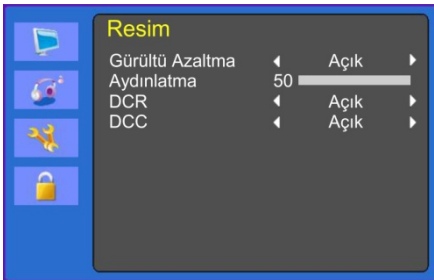 Resim
Gürültü Azaltma Açık
Aydınlatma 50
DCR Açık
DCC Açık